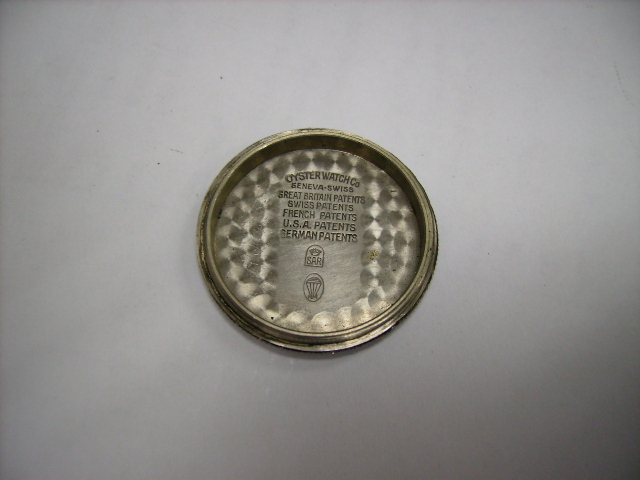 OYSTER WATCH Co
GENEVA-SWISS
GREAT BRITAIN PATENTS
SWISS PATENTS
FRENCH PATENTS
U.S.A. PATENTS
GERMAN PATENTS
SAR